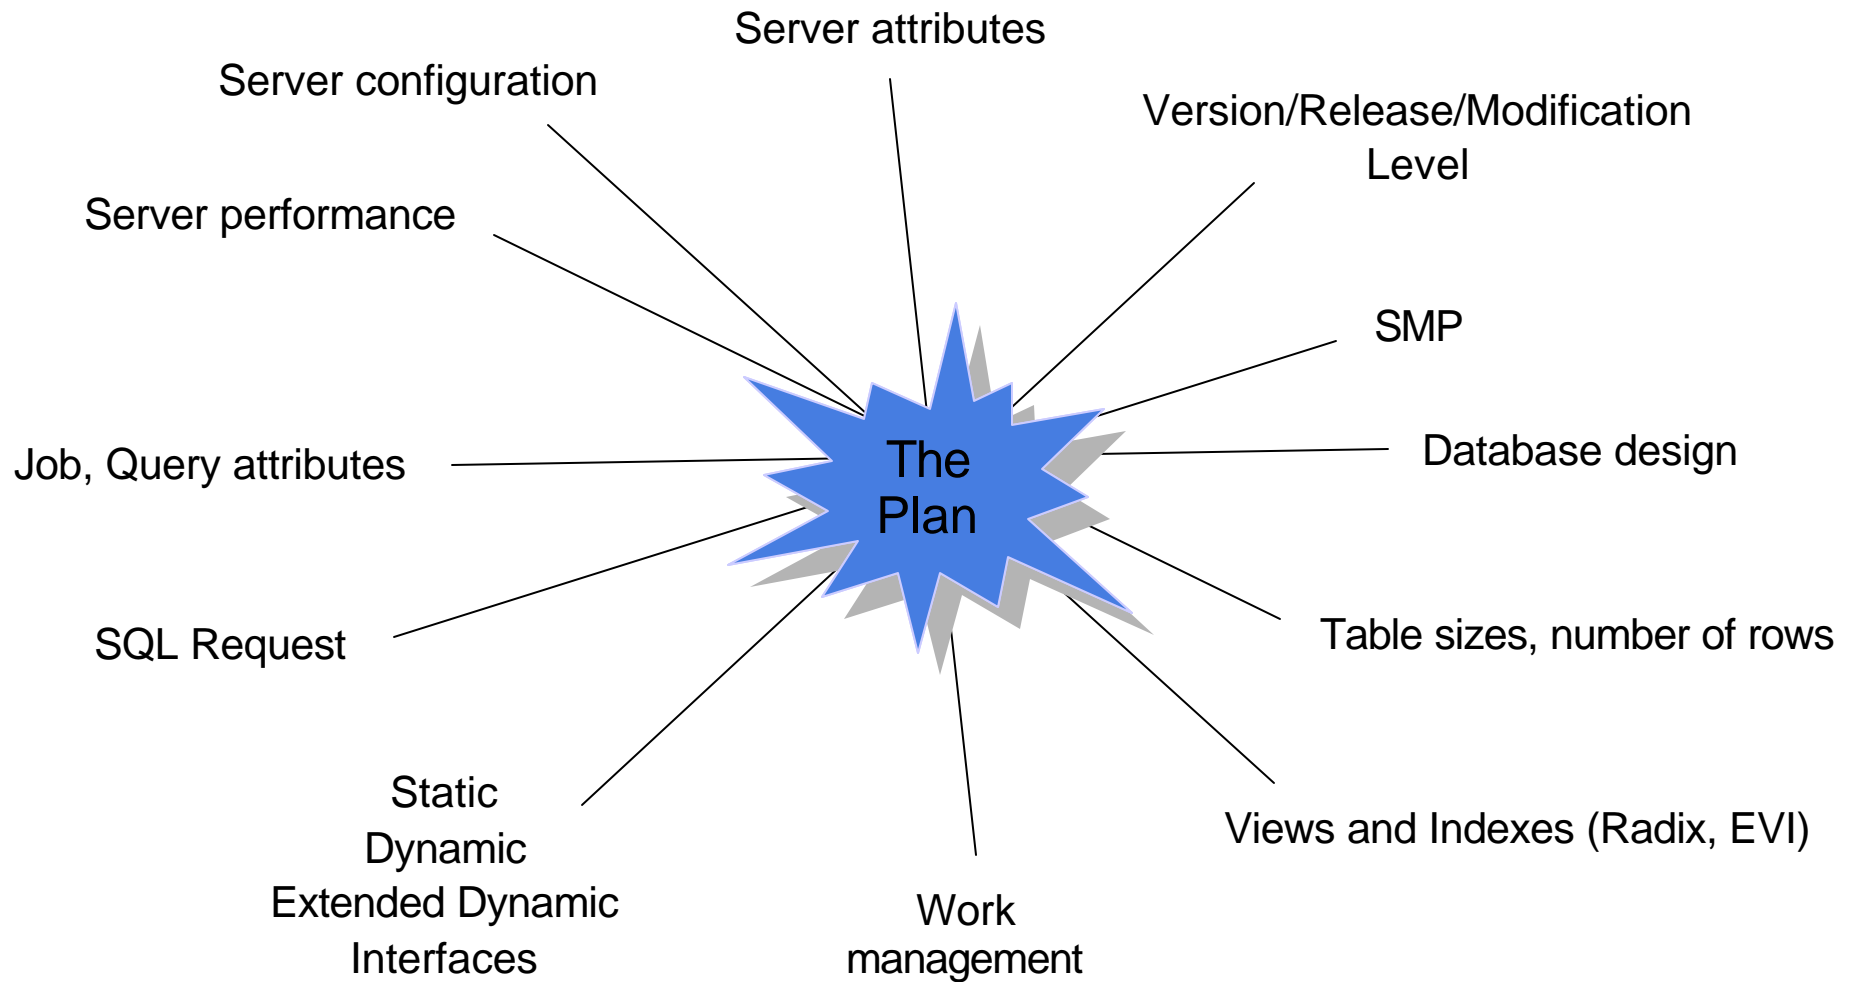 Server attributes
Server configuration
Version/Release/Modification
Level
Server performance
SMP
Job, Query attributes
The
Plan
Database design
SQL Request
Table sizes, number of rows
Static
Dynamic
Extended Dynamic
Interfaces
Views and Indexes (Radix, EVI)
Work
management